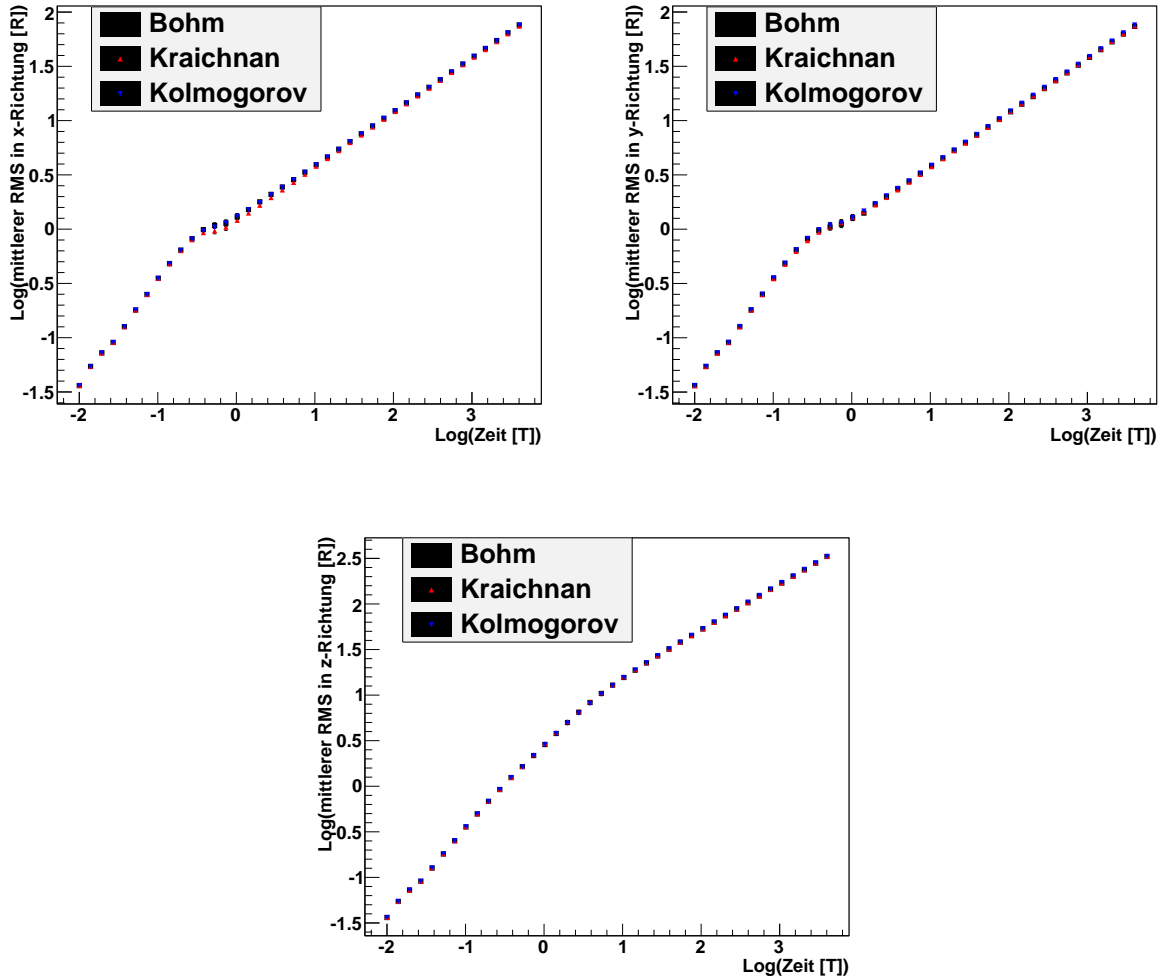 Log(mittlerer RMS in x-Richtung [R])
2
1.5
1
0.5
0
-0.5
-1
-1.5
Bohm
Kraichnan
Kolmogorov
-2 -1 0 1 2 3
Log(Zeit [T])
Log(mittlerer RMS in y-Richtung [R])
2
1.5
1
0.5
0
-0.5
-1
-1.5
Bohm
Kraichnan
Kolmogorov
-2 -1 0 1 2 3
Log(Zeit [T])
Log(mittlerer RMS in z-Richtung [R])
2.5
2
1.5
1
0.5
0
-0.5
-1
-1.5
Bohm
Kraichnan
Kolmogorov
-2 -1 0 1 2 3
Log(Zeit [T])